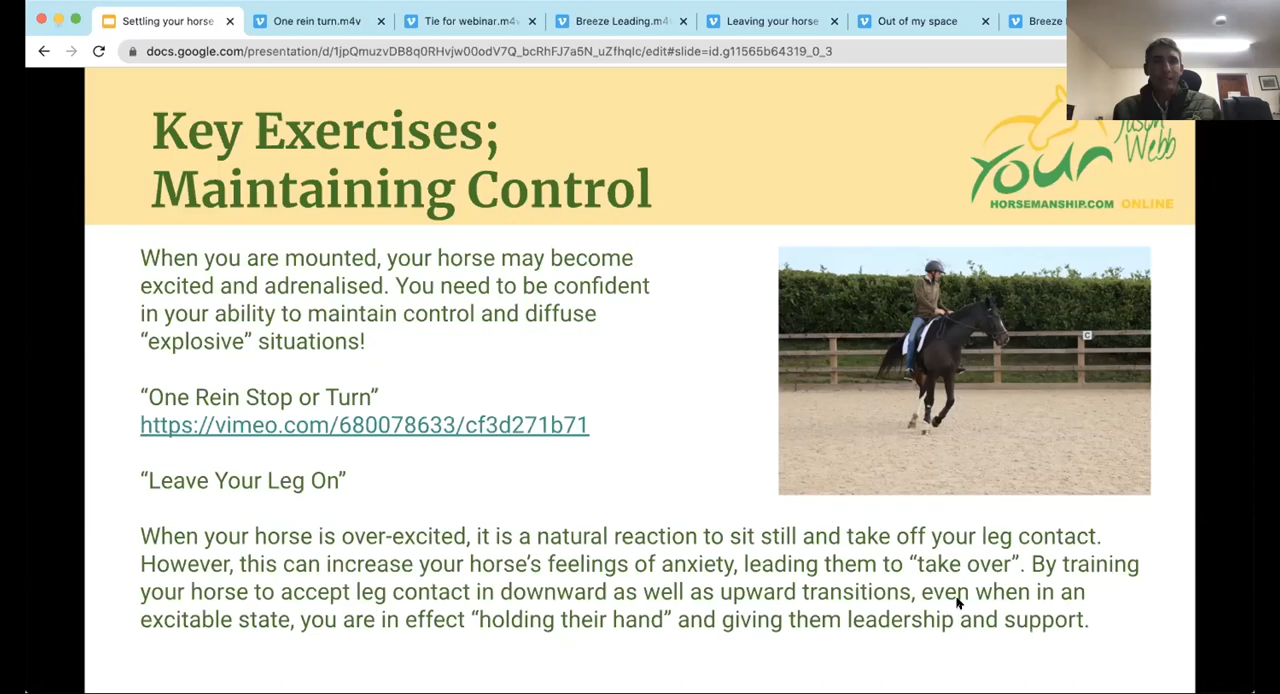 Settling your horse
One rein turn.m4v
Tie for webinar.m4v
Breeze Leading.m4v
Leaving your horse
Out of my space
Breeze
docs.google.com/presentation/d/1jpQmuzvDB8q0RHvjw00odV7Q_bcRhFJ7a5N_uZfhqIc/edit#slide=id.g11565b64319_0_3
Key Exercises;
Maintaining Control
Jason
Webb
YOUR
HORSEMANSHIP.COM ONLINE
When you are mounted, your horse may become
excited and adrenalised. You need to be confident
in your ability to maintain control and diffuse
“explosive” situations!
“One Rein Stop or Turn”
https://vimeo.com/680078633/cf3d271b71
“Leave Your Leg On”
C
When your horse is over-excited, it is a natural reaction to sit still and take off your leg contact.
However, this can increase your horse’s feelings of anxiety, leading them to “take over”. By training
your horse to accept leg contact in downward as well as upward transitions, even when in an
excitable state, you are in effect “holding their hand” and giving them leadership and support.